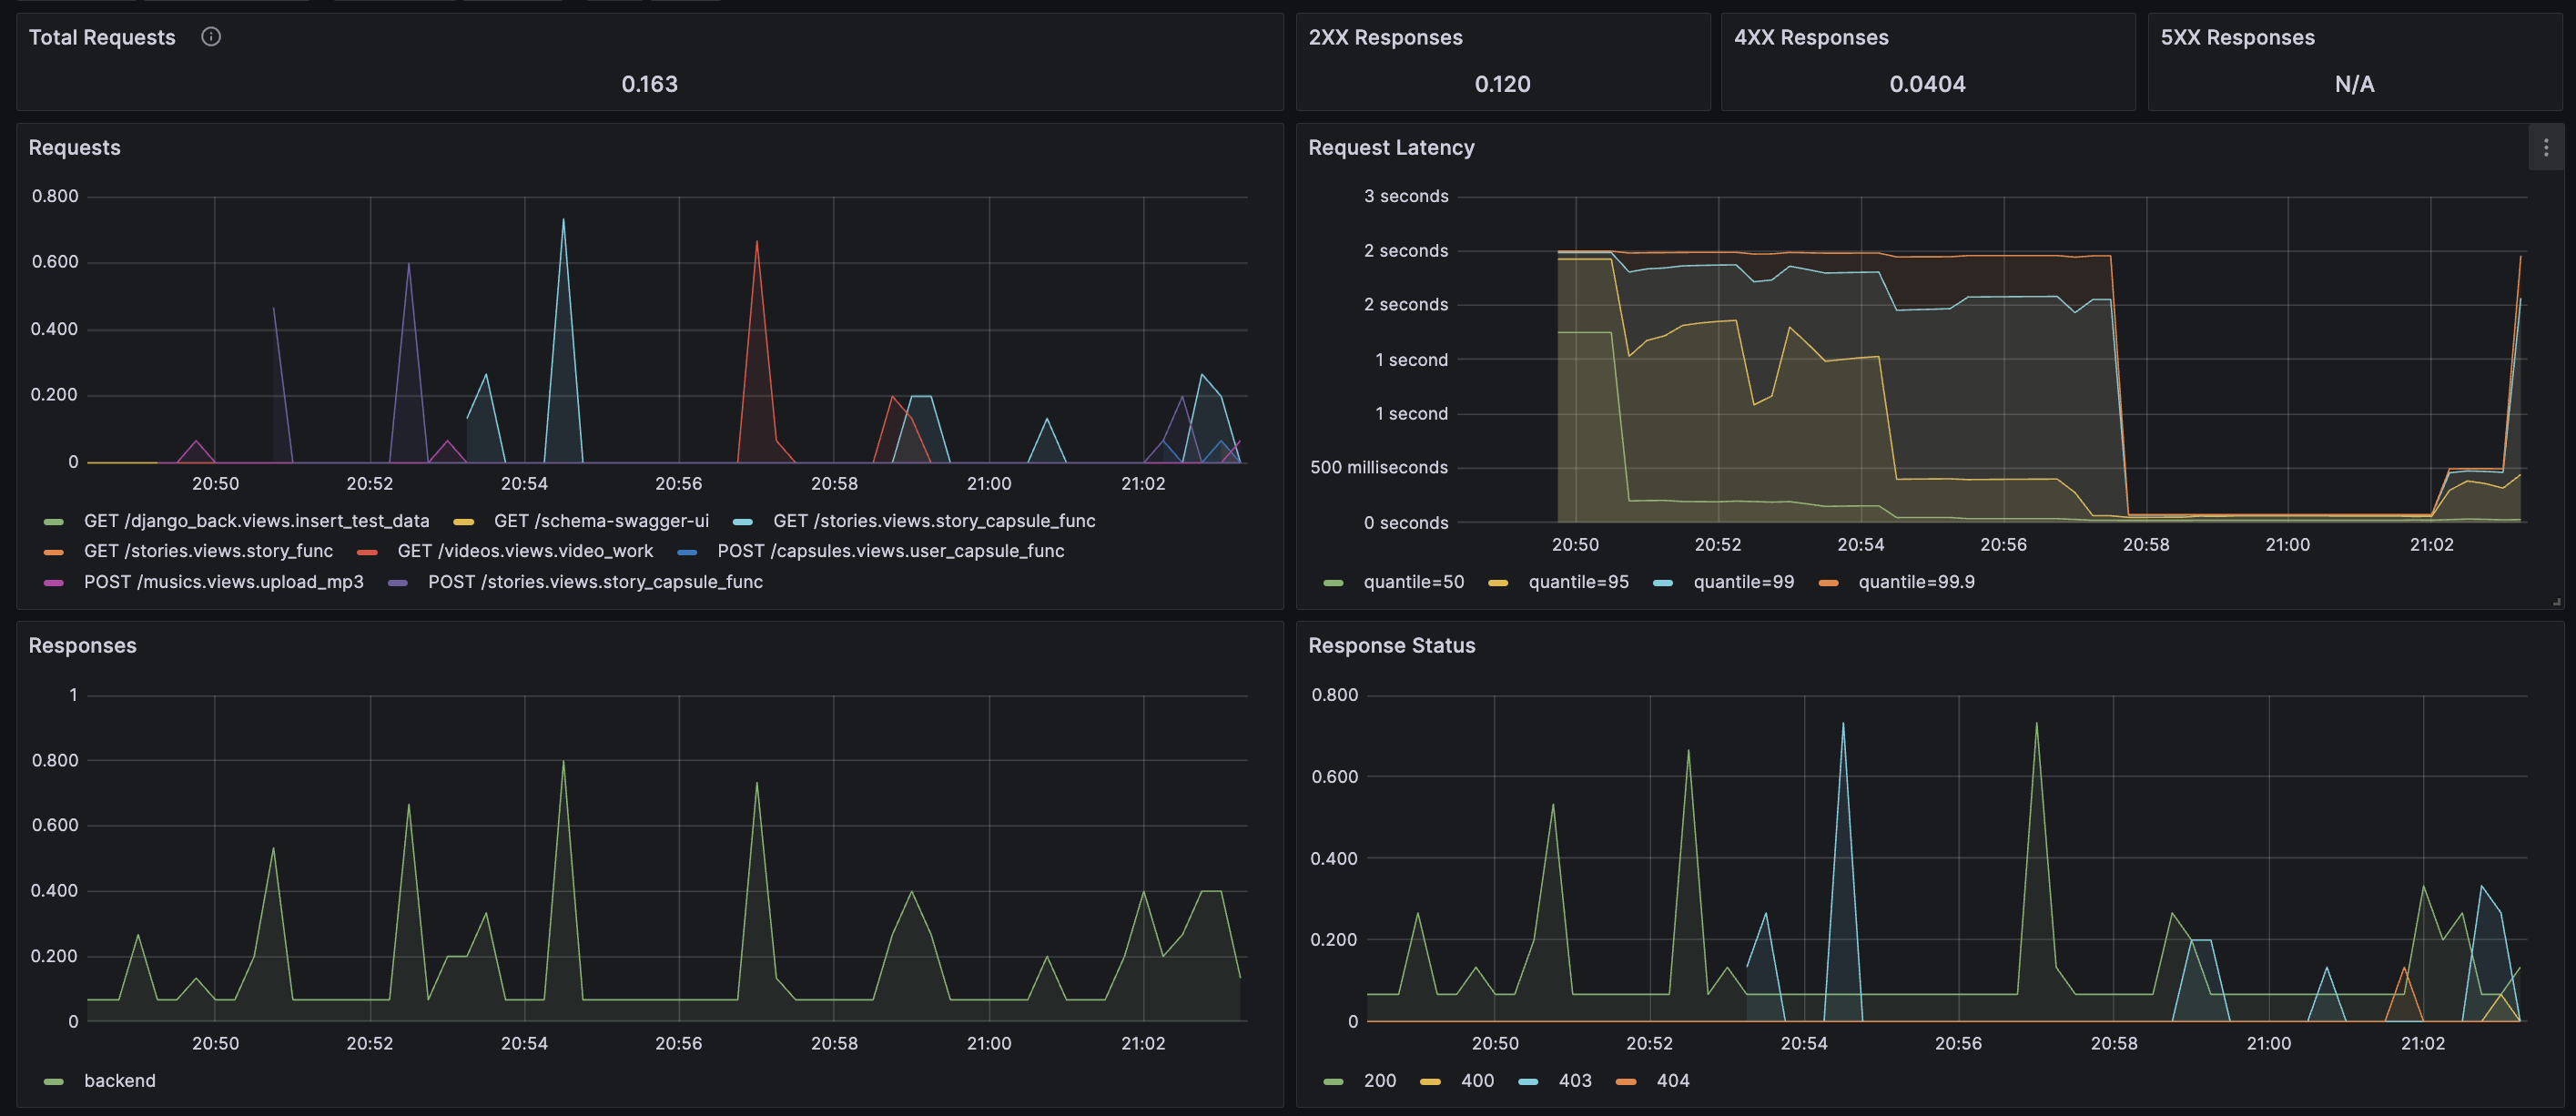 Total Requests
0.163
2XX Responses
0.120
4XX Responses
0.0404
5XX Responses
N/A
Requests
0.800
0.600
0.400
0.200
0
20:50 20:52 20:54 20:56 20:58 21:00 21:02
GET /django_back.views.insert_test_data GET /schema-swagger-ui GET /stories.views.story_capsule_func
GET /stories.views.story_func GET /videos.views.video_work POST /capsules.views.user_capsule_func
POST /musics.views.upload_mp3 POST /stories.views.story_capsule_func
Request Latency
3 seconds
2 seconds
2 seconds
1 second
1 second
500 milliseconds
0 seconds
20:50 20:52 20:54 20:56 20:58 21:00 21:02
quantile=50 quantile=95 quantile=99 quantile=99.9
Responses
1
0.800
0.600
0.400
0.200
0
20:50 20:52 20:54 20:56 20:58 21:00 21:02
backend
Response Status
0.800
0.600
0.400
0.200
0
20:50 20:52 20:54 20:56 20:58 21:00 21:02
200 400 403 404